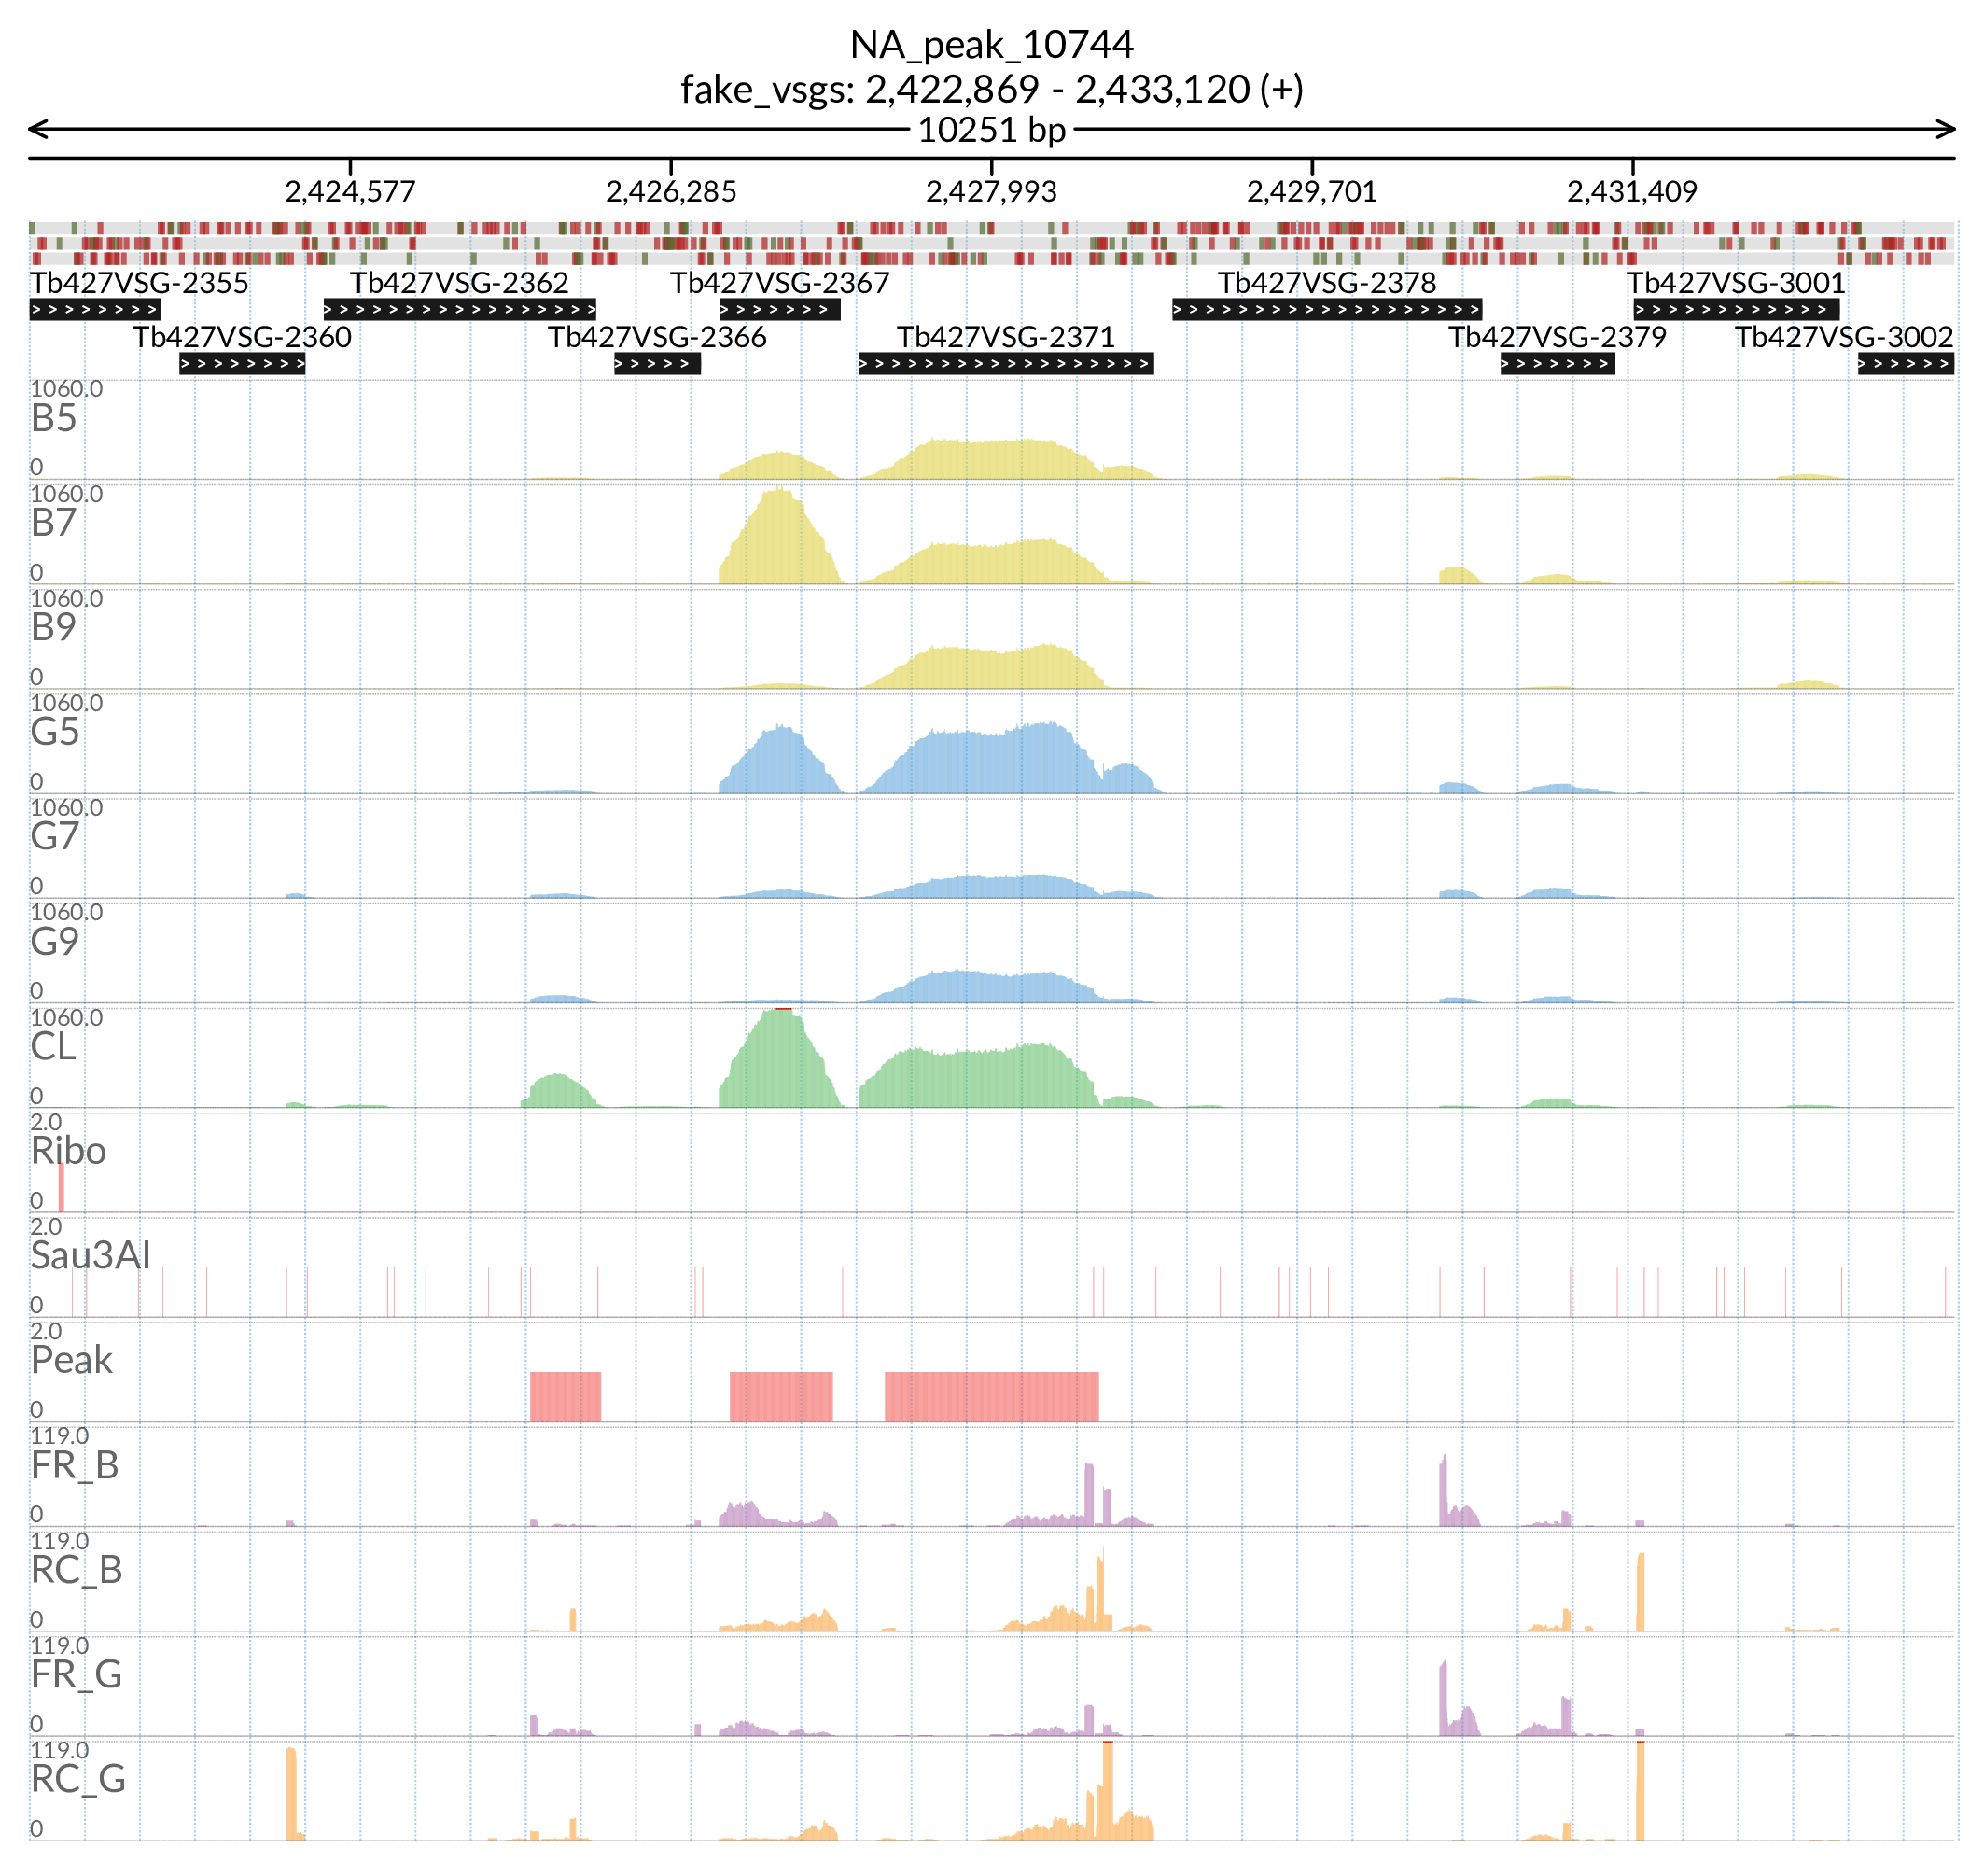 NA_peak_10744
fake_vsgs: 2,422,869 - 2,433,120 (+)
10251 bp
2,424,577 2,426,285 2,427,993 2,429,701 2,431,409
Tb427VSG-2355 Tb427VSG-2362 Tb427VSG-2367 Tb427VSG-2378 Tb427VSG-3001
Tb427VSG-2360 Tb427VSG-2366 Tb427VSG-2371 Tb427VSG-2379 Tb427VSG-3002
1060.0
B5
0
1060.0
B7
0
1060.0
B9
0
1060.0
G5
0
1060.0
G7
0
1060.0
G9
0
1060.0
CL
0
2.0
Ribo
0
2.0
Sau3AI
0
2.0
Peak
0
119.0
FR_B
0
119.0
RC_B
0
119.0
FR_G
0
119.0
RC_G
0